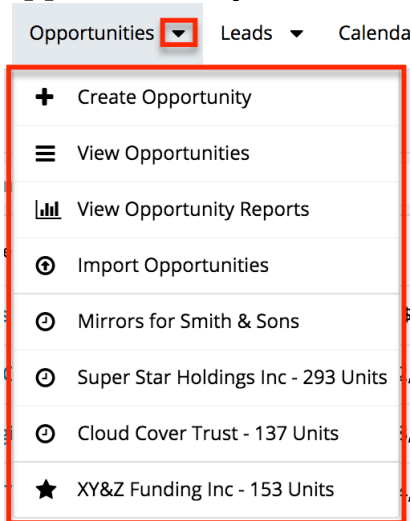 Opportunities Leads
Create Opportunity
View Opportunities
View Opportunity Reports
Import Opportunities
Mirrors for Smith & Sons
Super Star Holdings Inc - 293 Units
Cloud Cover Trust - 137 Units
XY&Z Funding Inc - 153 Units